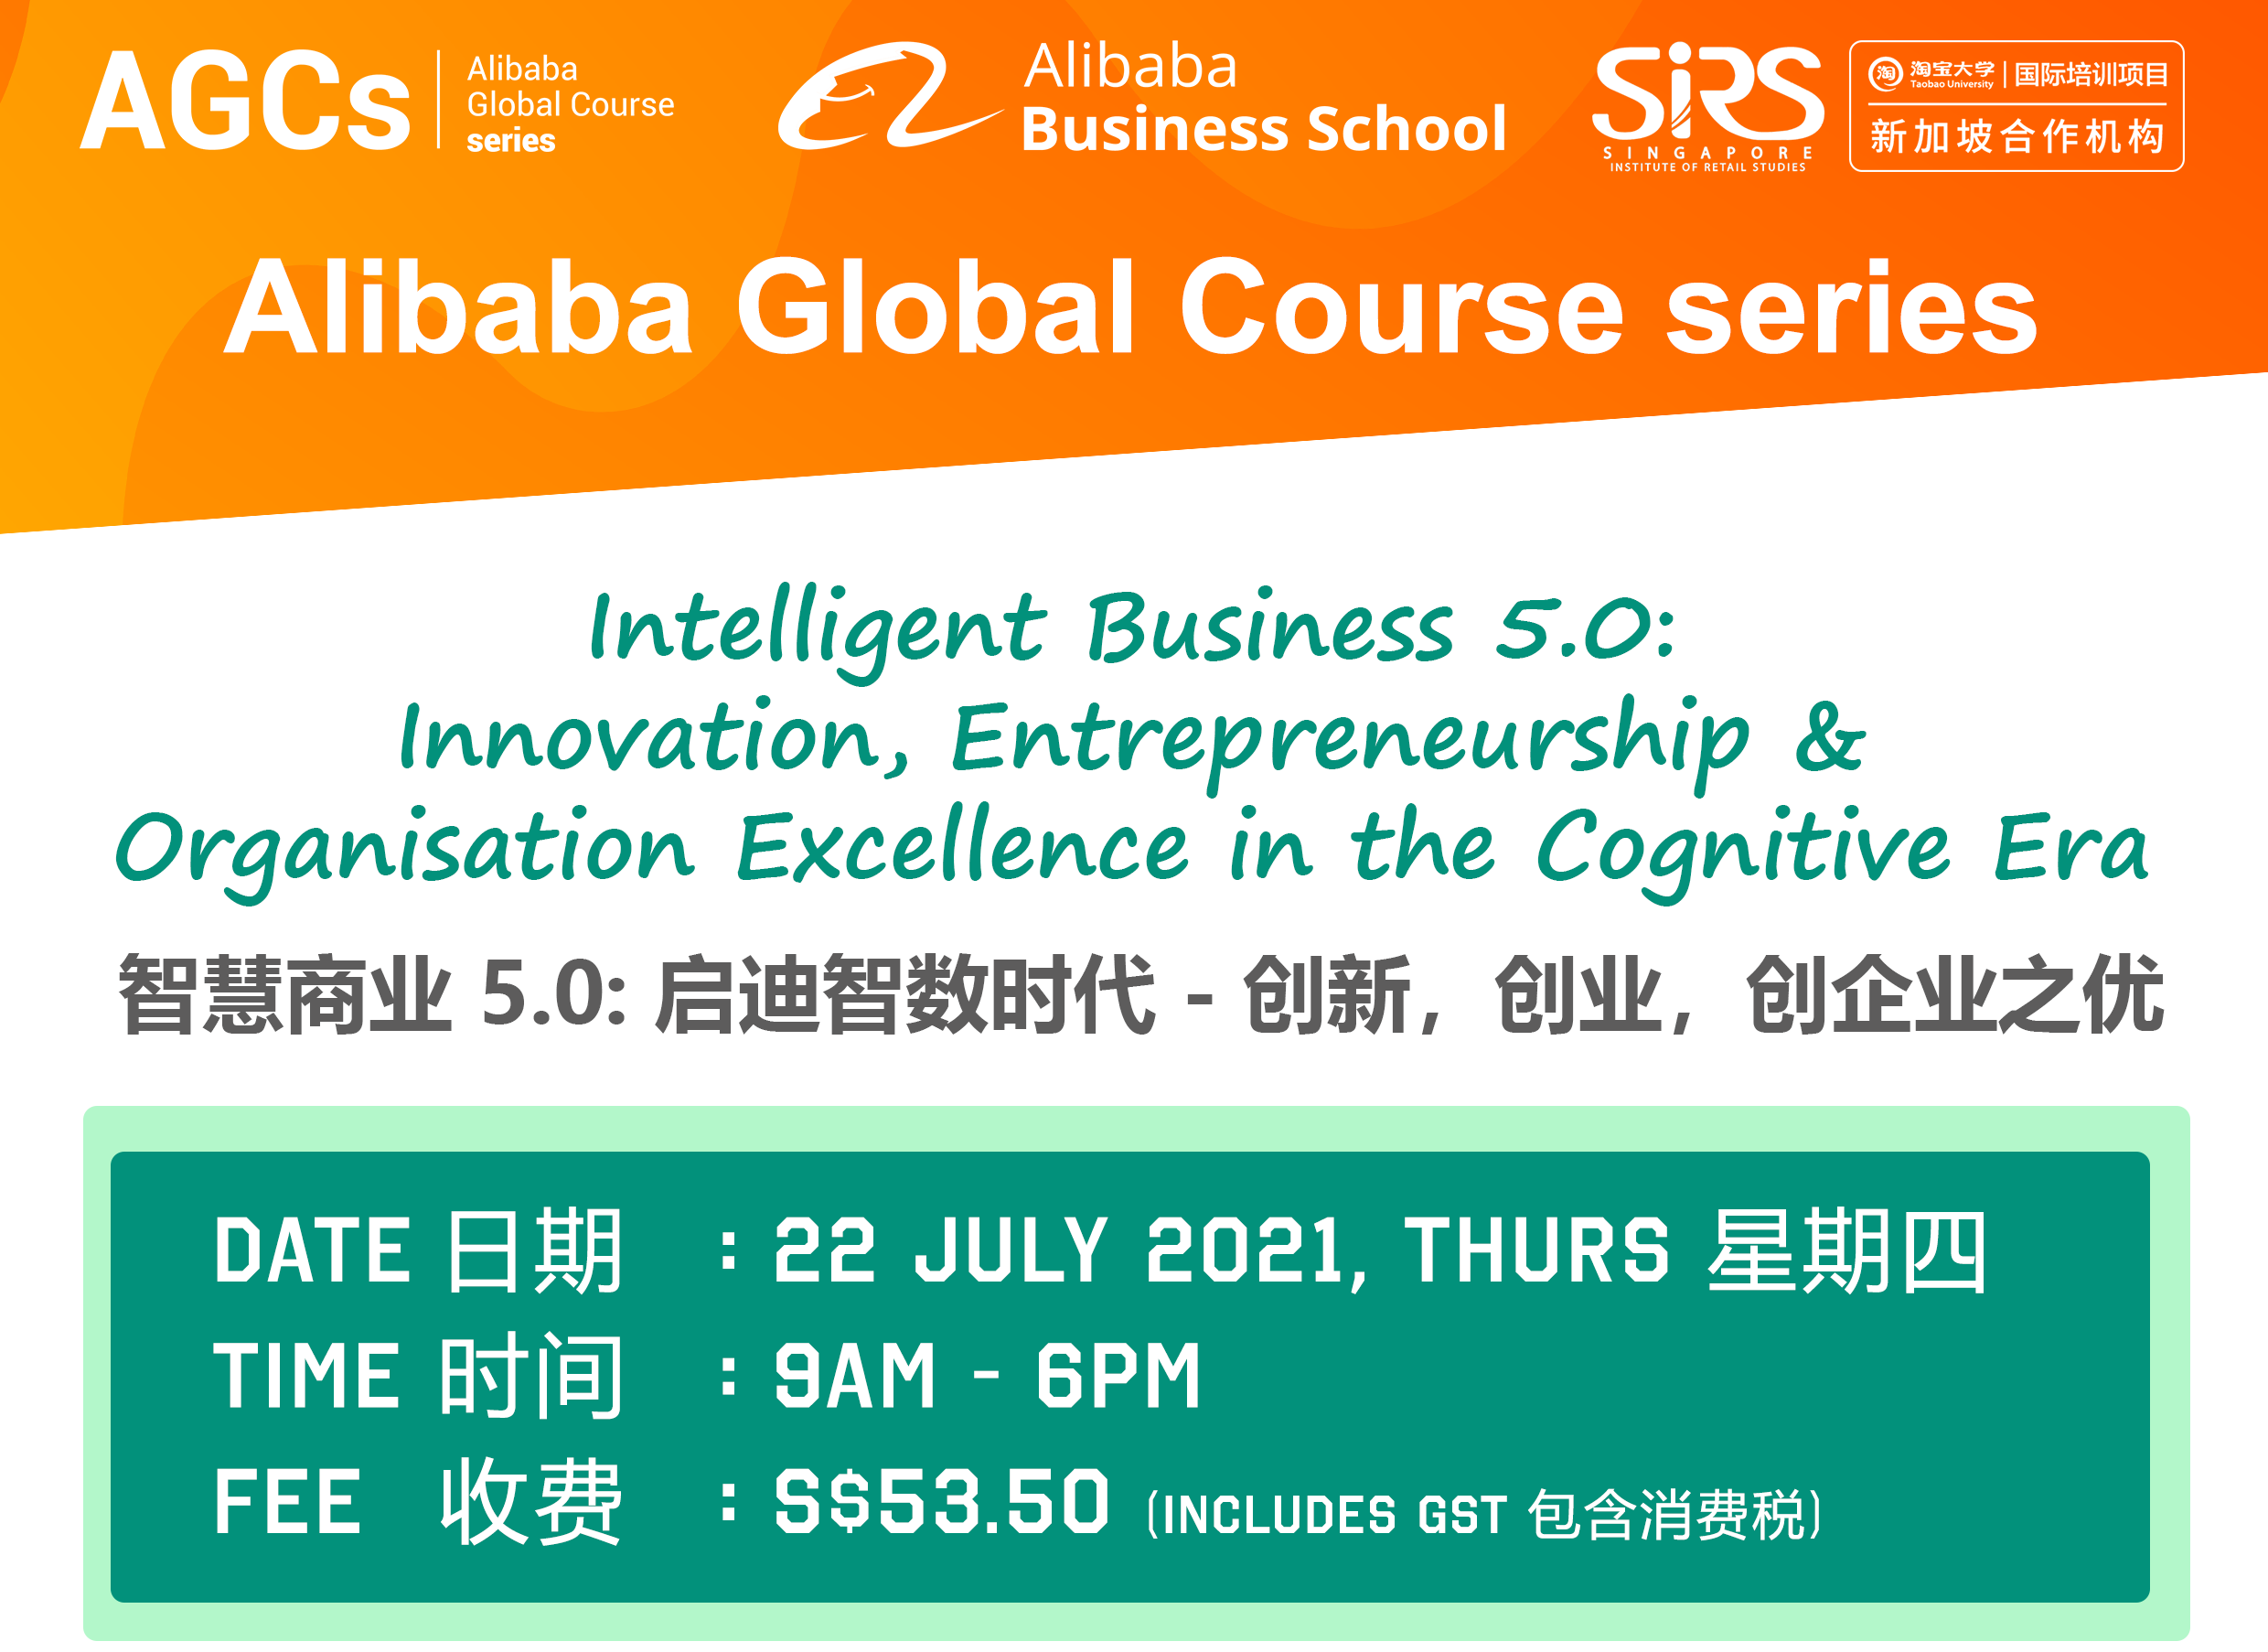 AGCs
Alibaba
Global Course
series
Alibaba
Business School
SIRS
SINGAPORE
INSTITUTE OF RETAIL STUDIES
淘 淘宝大学 Taobao University | 国际培训项目
新加坡合作机构
Alibaba Global Course series
Intelligent Business 5.0:
Innovation, Entrepreneurship &
Organisation Excellence in the Cognitive Era
智慧商业 5.0: 启迪智数时代 - 创新，创业，创企业之优
DATE 日期 : 22 JULY 2021, THURS 星期四
TIME 时间 : 9AM - 6PM
FEE 收费 : S$53.50 (INCLUDES GST 包含消费税)